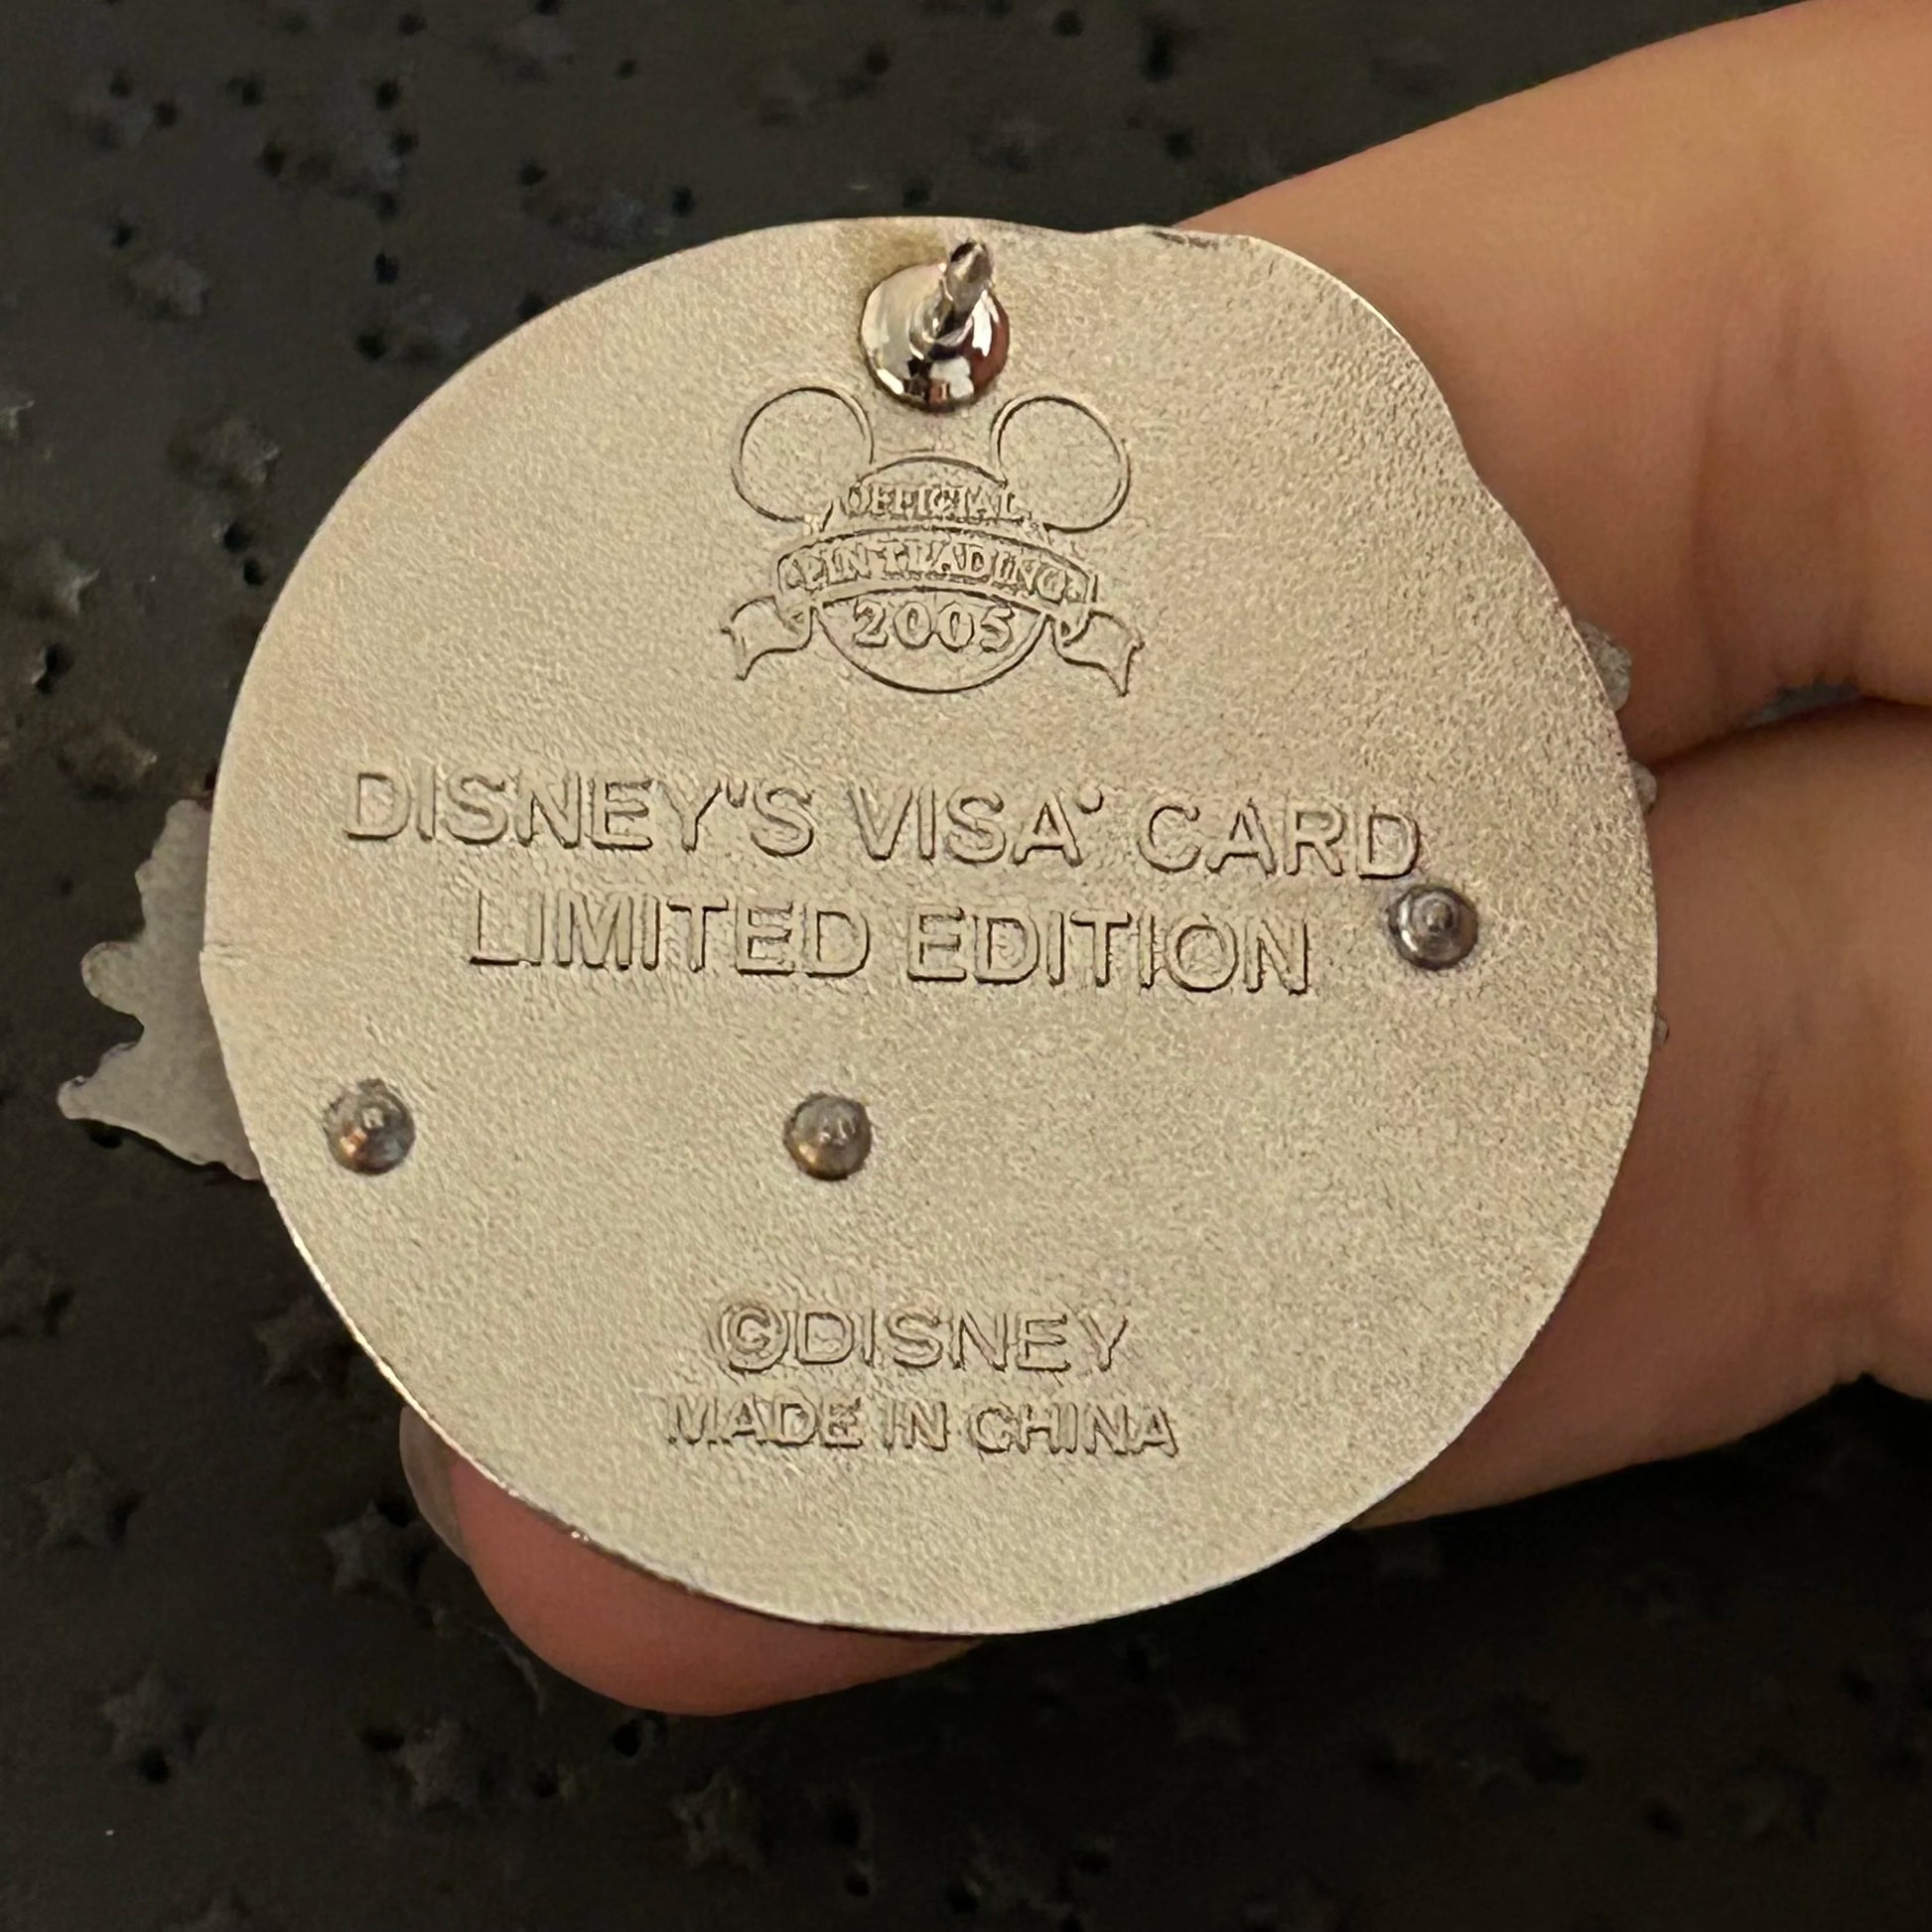 OFFICIAL
PIN TRADING
2005
DISNEY'S VISA® CARD
LIMITED EDITION
©DISNEY
MADE IN CHINA